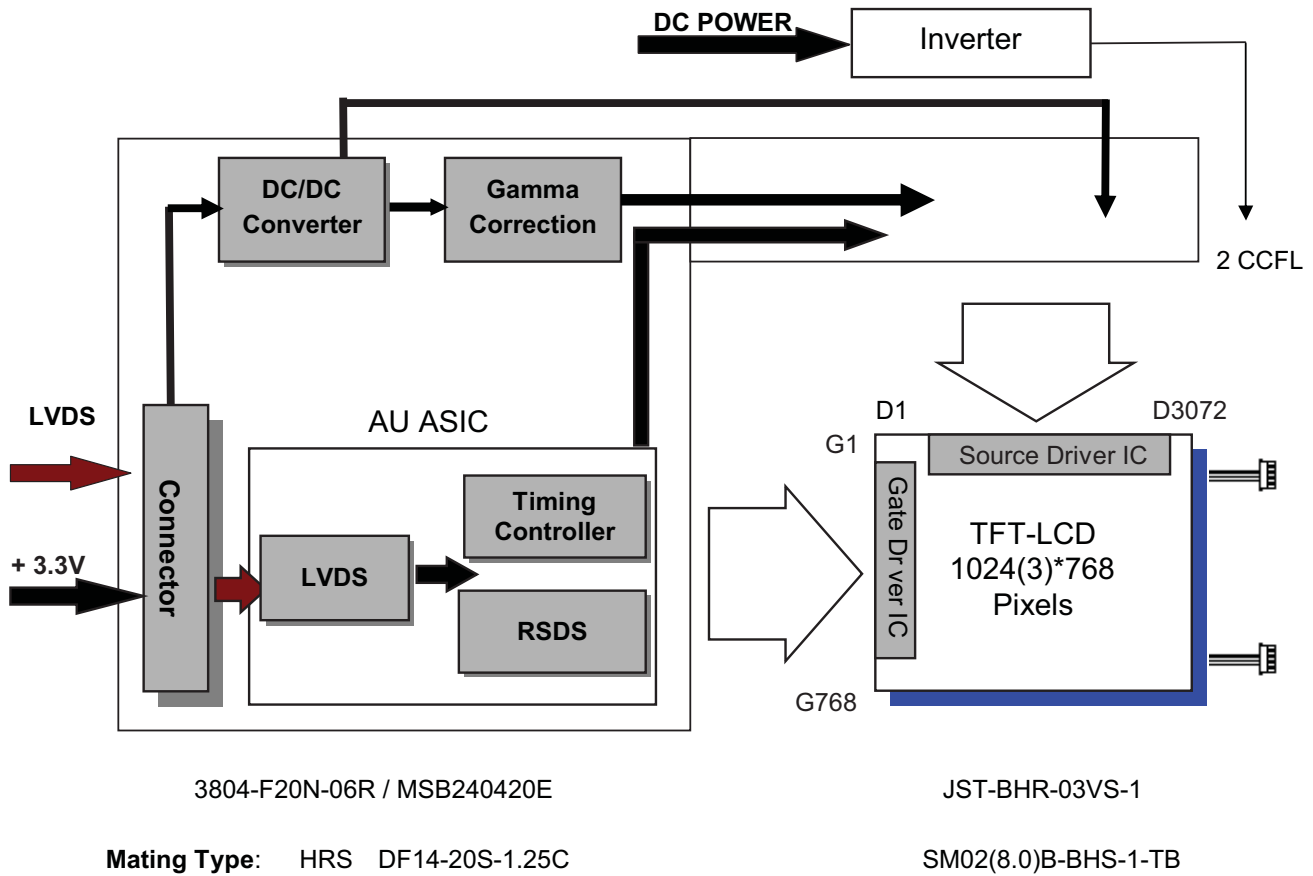 DC POWER
Inverter
DC/DC
Converter
Gamma
Correction
2 CCFL
LVDS
+ 3.3V
Connector
AU ASIC
LVDS
Timing
Controller
RSDS
D1
D3072
G1
G768
Source Driver IC
Gate Dr ver IC
TFT-LCD
1024(3)*768
Pixels
3804-F20N-06R / MSB240420E
JST-BHR-03VS-1
Mating Type: HRS DF14-20S-1.25C
SM02(8.0)B-BHS-1-TB